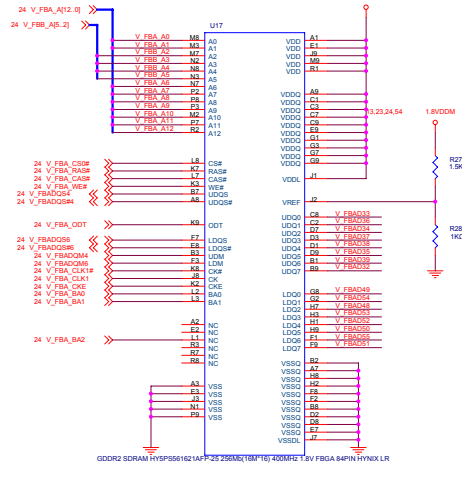 24 V_FBA_A[12..0]
24 V_FBB_A[5..2]
U17
V_FBA_A0 M8 A0
V_FBA_A1 M3 A1
V_FBB_A2 M7 A2
V_FBB_A3 N2 A3
V_FBB_A4 N8 A4
V_FBB_A5 N3 A5
V_FBA_A6 N7 A6
V_FBA_A7 P2 A7
V_FBA_A8 P8 A8
V_FBA_A9 P3 A9
V_FBA_A10 M2 A10
V_FBA_A11 P7 A11
V_FBA_A12 R2 A12
24 V_FBA_CS0# L8 CS#
24 V_FBA_RAS# K7 RAS#
24 V_FBA_CAS# L7 CAS#
24 V_FBA_WE# K3 WE#
24 V_FBADQS4 B7 UDQS
24 V_FBADQS#4 A8 UDQS#
24 V_FBA_ODT K9 ODT
24 V_FBADQS6 F7 LDQS
24 V_FBADQS#6 E8 LDQS#
24 V_FBADQM4 B3 UDM
24 V_FBADQM6 F3 LDM
24 V_FBA_CLK1# K8 CK#
24 V_FBA_CLK1 J8 CK
24 V_FBA_CKE K2 CKE
24 V_FBA_BA0 L2 BA0
24 V_FBA_BA1 L3 BA1
A2 NC
E2 NC
24 V_FBA_BA2 L1 NC
R3 NC
R7 NC
R8 NC
A3 VSS
E3 VSS
J3 VSS
N1 VSS
P9 VSS
VDD A1
VDD E1
VDD J9
VDD M9
VDD R1
VDDQ A9
VDDQ C1
VDDQ C3
VDDQ C7
VDDQ C9
VDDQ E9
VDDQ G1
VDDQ G3
VDDQ G7
VDDQ G9
VDDL J1
3,23,24,54
1.8VDDM
R27
1.5K
VREF J2
R28
1KΩ
UDQ0 C8 V_FBAD33
UDQ1 C2 V_FBAD36
UDQ2 D7 V_FBAD34
UDQ3 D3 V_FBAD37
UDQ4 D1 V_FBAD38
UDQ5 D9 V_FBAD35
UDQ6 B1 V_FBAD39
UDQ7 B9 V_FBAD32
LDQ0 G8 V_FBAD49
LDQ1 G2 V_FBAD54
LDQ2 H7 V_FBAD48
LDQ3 H3 V_FBAD53
LDQ4 H1 V_FBAD52
LDQ5 H9 V_FBAD50
LDQ6 F1 V_FBAD55
LDQ7 F9 V_FBAD51
VSSQ B2
VSSQ A7
VSSQ H8
VSSQ H2
VSSQ F8
VSSQ F2
VSSQ B8
VSSQ D2
VSSQ D8
VSSQ E7
VSSDL J7
GDDR2 SDRAM HY5PS561621AFP-25 256Mb(16M*16) 400MHz 1.8V FBGA 84PIN HYNIX LR